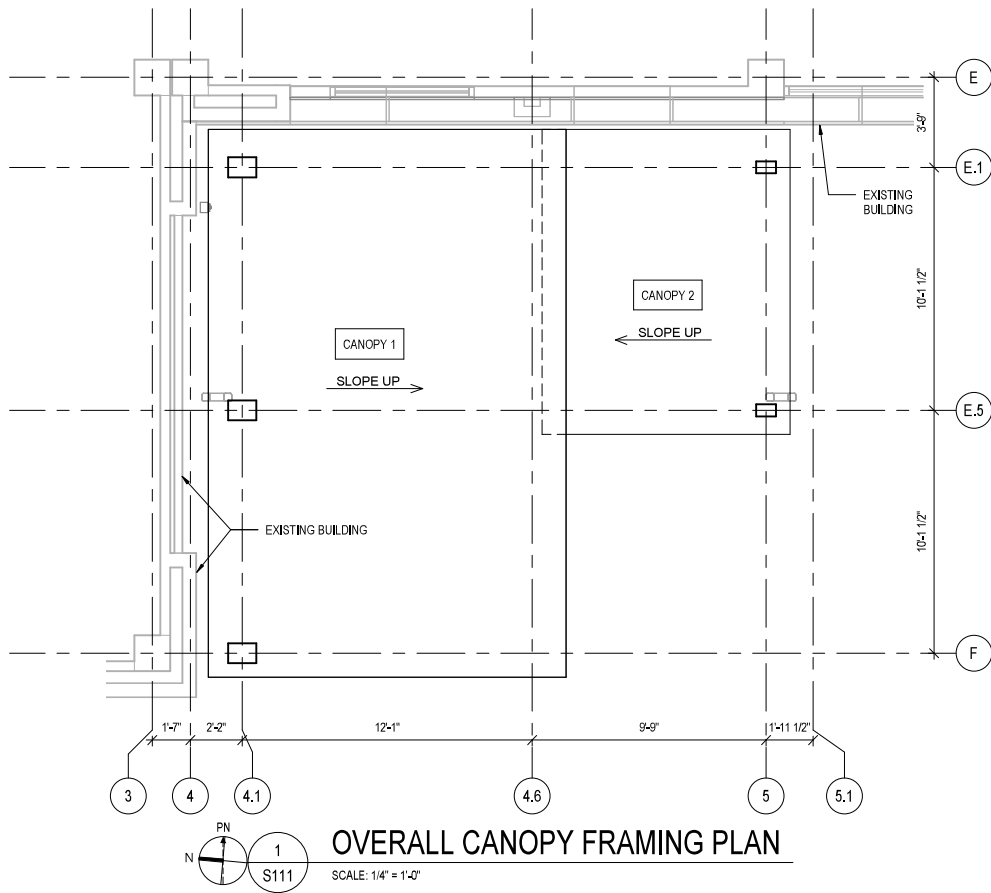 E
3'-9"
E.1
EXISTING
BUILDING
10'-1 1/2"
CANOPY 2
SLOPE UP
CANOPY 1
SLOPE UP
E.5
EXISTING BUILDING
10'-1 1/2"
F
1'-7"
2'-2"
12'-1"
9'-9"
1'-11 1/2"
3
4
4.1
4.6
5
5.1
PN
N
1
S111
OVERALL CANOPY FRAMING PLAN
SCALE: 1/4" = 1'-0"